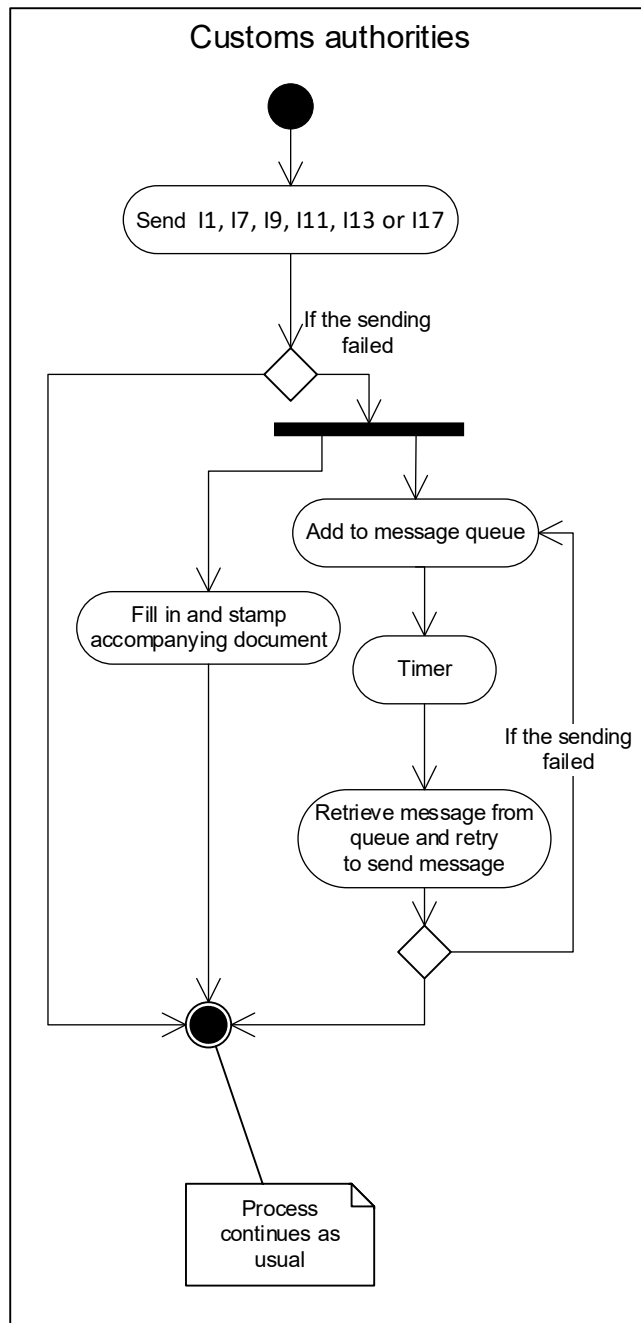 Customs authorities
Send I1, I7, I9, I11, I13 or I17
If the sending
failed
Add to message queue
Fill in and stamp
accompanying document
Timer
If the sending
failed
Retrieve message from
queue and retry
to send message
Process
continues as
usual